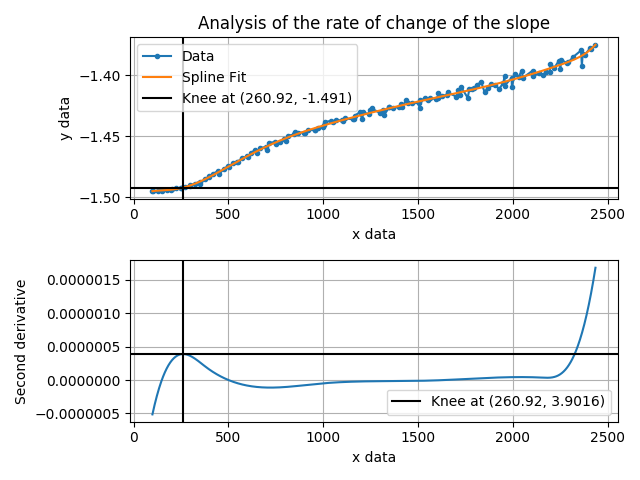 Analysis of the rate of change of the slope
Data
Spline Fit
Knee at (260.92, -1.491)
−1.40
−1.45
−1.50
y data
0 500 1000 1500 2000 2500
x data
0.0000015
0.0000010
0.0000005
0.0000000
−0.0000005
Second derivative
Knee at (260.92, 3.9016)
0 500 1000 1500 2000 2500
x data